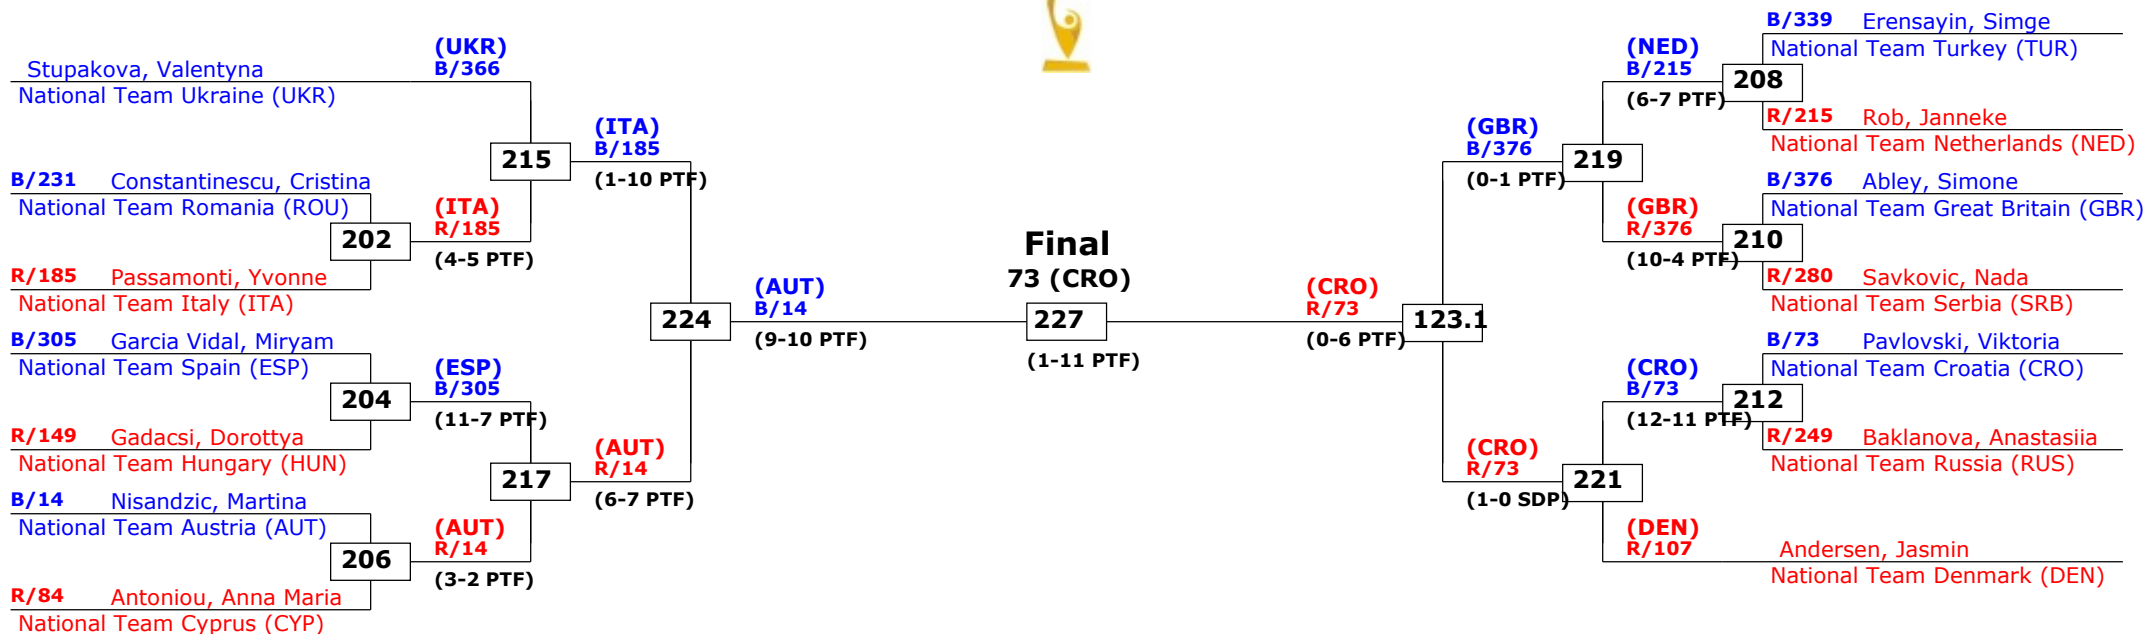 Stupakova, Valentyna
National Team Ukraine (UKR)
(UKR)
B/366
B/231 Constantinescu, Cristina
National Team Romania (ROU)
R/185 Passamonti, Yvonne
National Team Italy (ITA)
202
(ITA)
R/185
(4-5 PTF)
215
(ITA)
B/185
(1-10 PTF)
B/305 Garcia Vidal, Miryam
National Team Spain (ESP)
R/149 Gadacsi, Dorottya
National Team Hungary (HUN)
204
(ESP)
B/305
(11-7 PTF)
B/14 Nisandzic, Martina
National Team Austria (AUT)
R/84 Antoniou, Anna Maria
National Team Cyprus (CYP)
206
(AUT)
R/14
(3-2 PTF)
217
(AUT)
R/14
(6-7 PTF)
224
(AUT)
B/14
(9-10 PTF)
Final
73 (CRO)
227
(1-11 PTF)
(CRO)
R/73
(0-6 PTF)
123.1
(GBR)
B/376
(0-1 PTF)
219
(NED)
B/215
(6-7 PTF)
208
B/339 Erensayin, Simge
National Team Turkey (TUR)
R/215 Rob, Janneke
National Team Netherlands (NED)
(GBR)
R/376
(10-4 PTF)
210
B/376 Abley, Simone
National Team Great Britain (GBR)
R/280 Savkovic, Nada
National Team Serbia (SRB)
(CRO)
R/73
(1-0 SDP)
221
(CRO)
B/73
(12-11 PTF)
212
B/73 Pavlovski, Viktoria
National Team Croatia (CRO)
R/249 Baklanova, Anastasiia
National Team Russia (RUS)
(DEN)
R/107
Andersen, Jasmin
National Team Denmark (DEN)